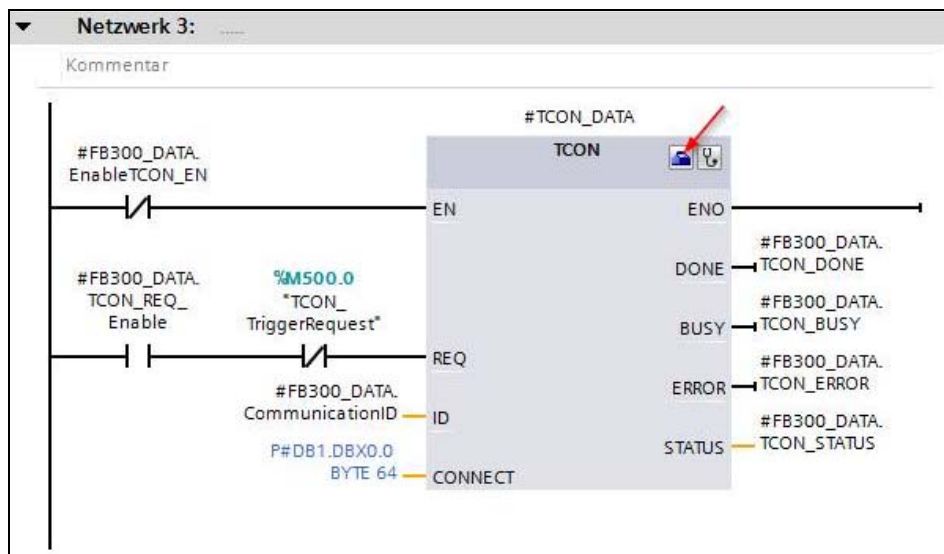 Netzwerk 3: .....
Kommentar
#TCON_DATA
TCON
#FB300_DATA.
EnableTCON_EN
EN
ENO
#FB300_DATA.
TCON_DONE
DONE
#FB300_DATA.
TCON_REQ_
Enable
%M500.0
"TCON_
TriggerRequest"
REQ
#FB300_DATA.
TCON_BUSY
BUSY
#FB300_DATA.
TCON_ERROR
ERROR
#FB300_DATA.
CommunicationID
ID
#FB300_DATA.
TCON_STATUS
STATUS
P#DB1.DBX0.0
BYTE 64
CONNECT